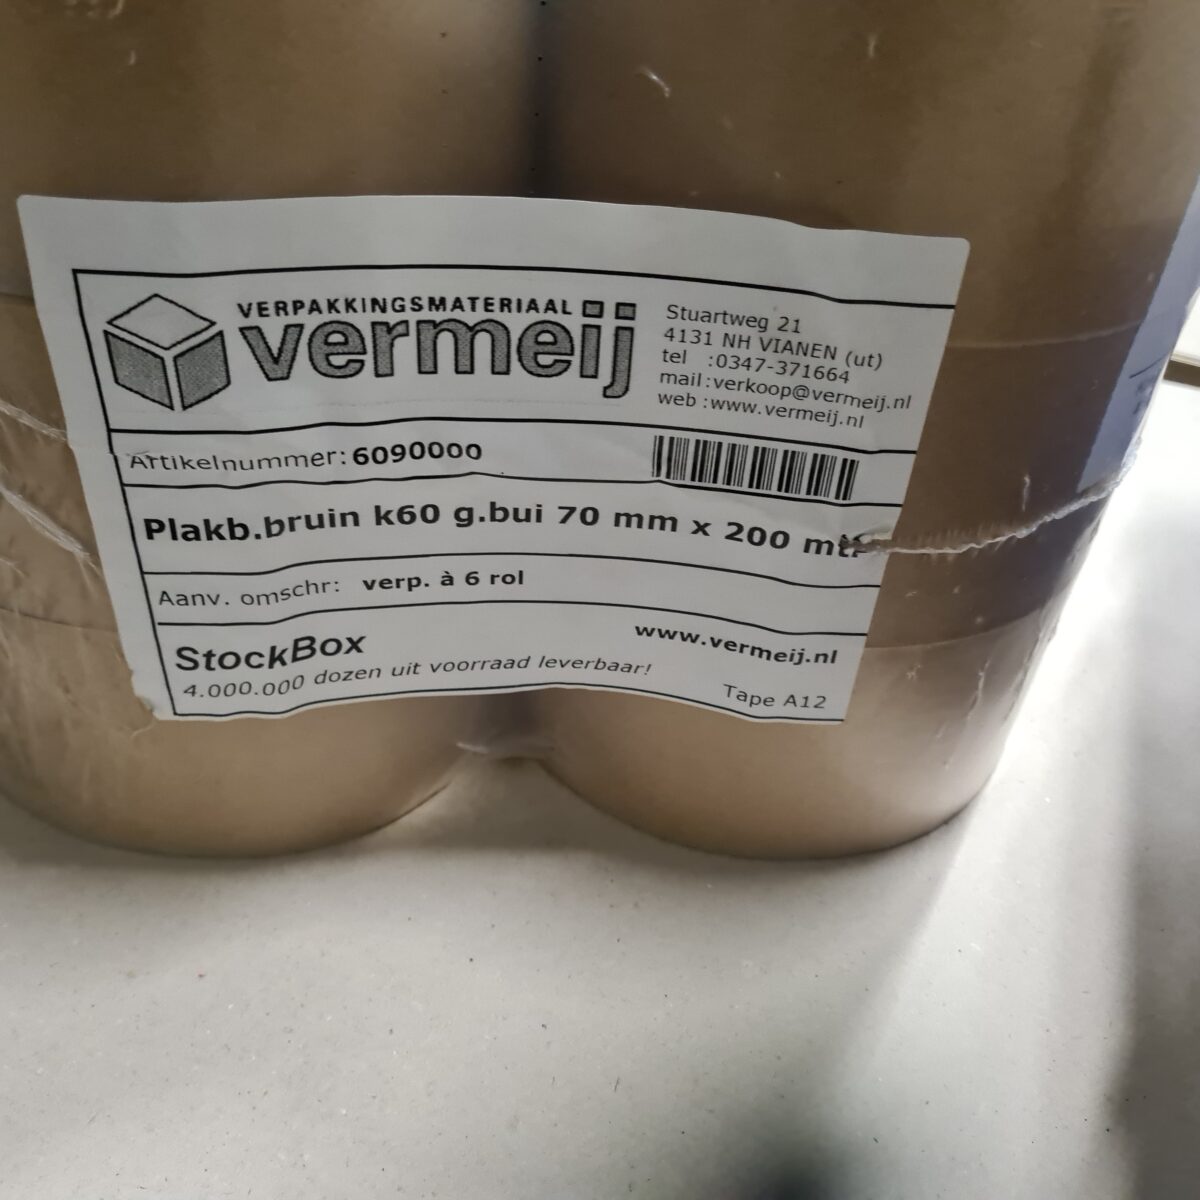 VERPAKKINGSMATERIAAL
vermeij
Stuartweg 21
4131 NH VIANEN (ut)
tel :0347-371664
mail:verkoop@vermeij.nl
web :www.vermeij.nl
Artikelnummer: 6090000
Plakb.bruin k60 g.bui 70 mm x 200 mtr
Aanv. omschr: verp. à 6 rol
StockBox
www.vermeij.nl
4.000.000 dozen uit voorraad leverbaar!
Tape A12